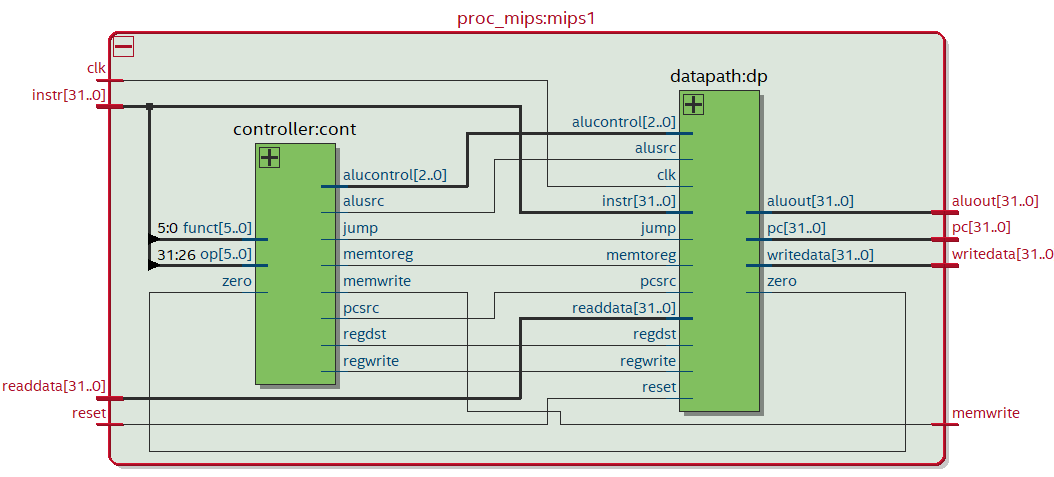 proc_mips:mips1
clk
instr[31..0]
readdata[31..0]
reset
controller:cont
5:0 funct[5..0]
31:26 op[5..0]
zero
alucontrol[2..0]
alusrc
jump
memtoreg
memwrite
pcsrc
regdst
regwrite
datapath:dp
alucontrol[2..0]
alusrc
clk
instr[31..0]
jump
memtoreg
pcsrc
readdata[31..0]
regdst
regwrite
reset
aluout[31..0]
pc[31..0]
writedata[31..0]
zero
aluout[31..0]
pc[31..0]
writedata[31..0
memwrite